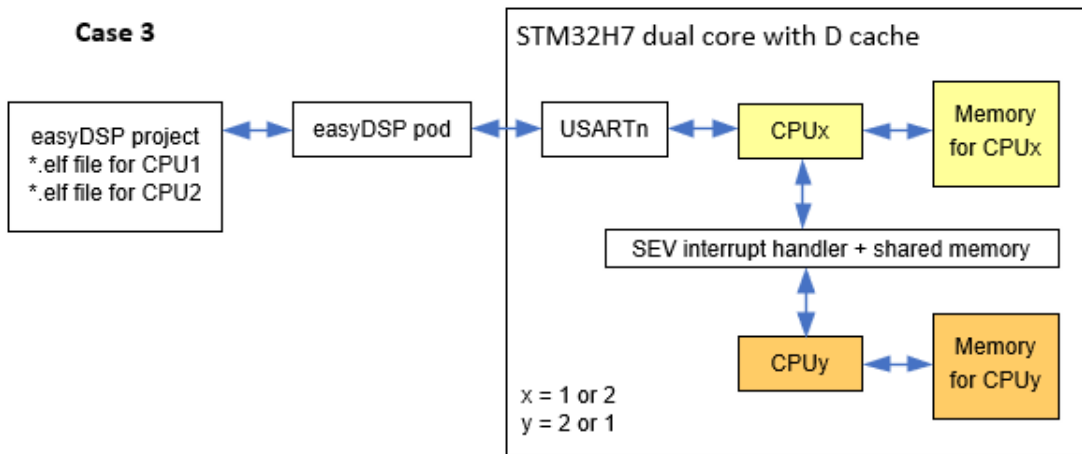 Case 3
STM32H7 dual core with D cache
easyDSP project
*.elf file for CPU1
*.elf file for CPU2
easyDSP pod
USARTn
CPUx
Memory
for CPUx
SEV interrupt handler + shared memory
CPUy
Memory
for CPUy
x = 1 or 2
y = 2 or 1